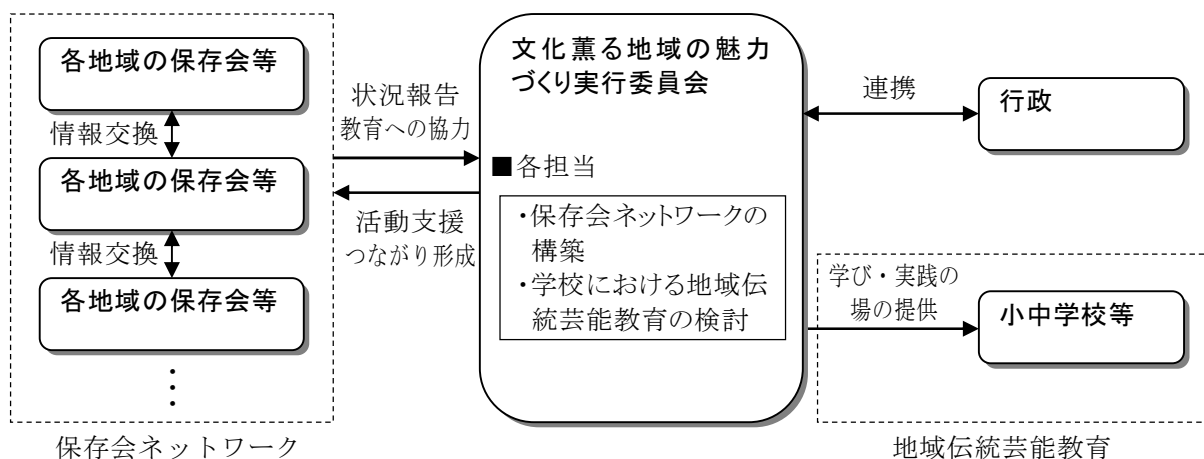 各地域の保存会等
情報交換
各地域の保存会等
情報交換
各地域の保存会等
・
・
・
保存会ネットワーク
状況報告
教育への協力
活動支援
つながり形成
文化薫る地域の魅力
づくり実行委員会
■各担当
・保存会ネットワークの
構築
・学校における地域伝
統芸能教育の検討
連携
行政
学び・実践の
場の提供
小中学校等
地域伝統芸能教育